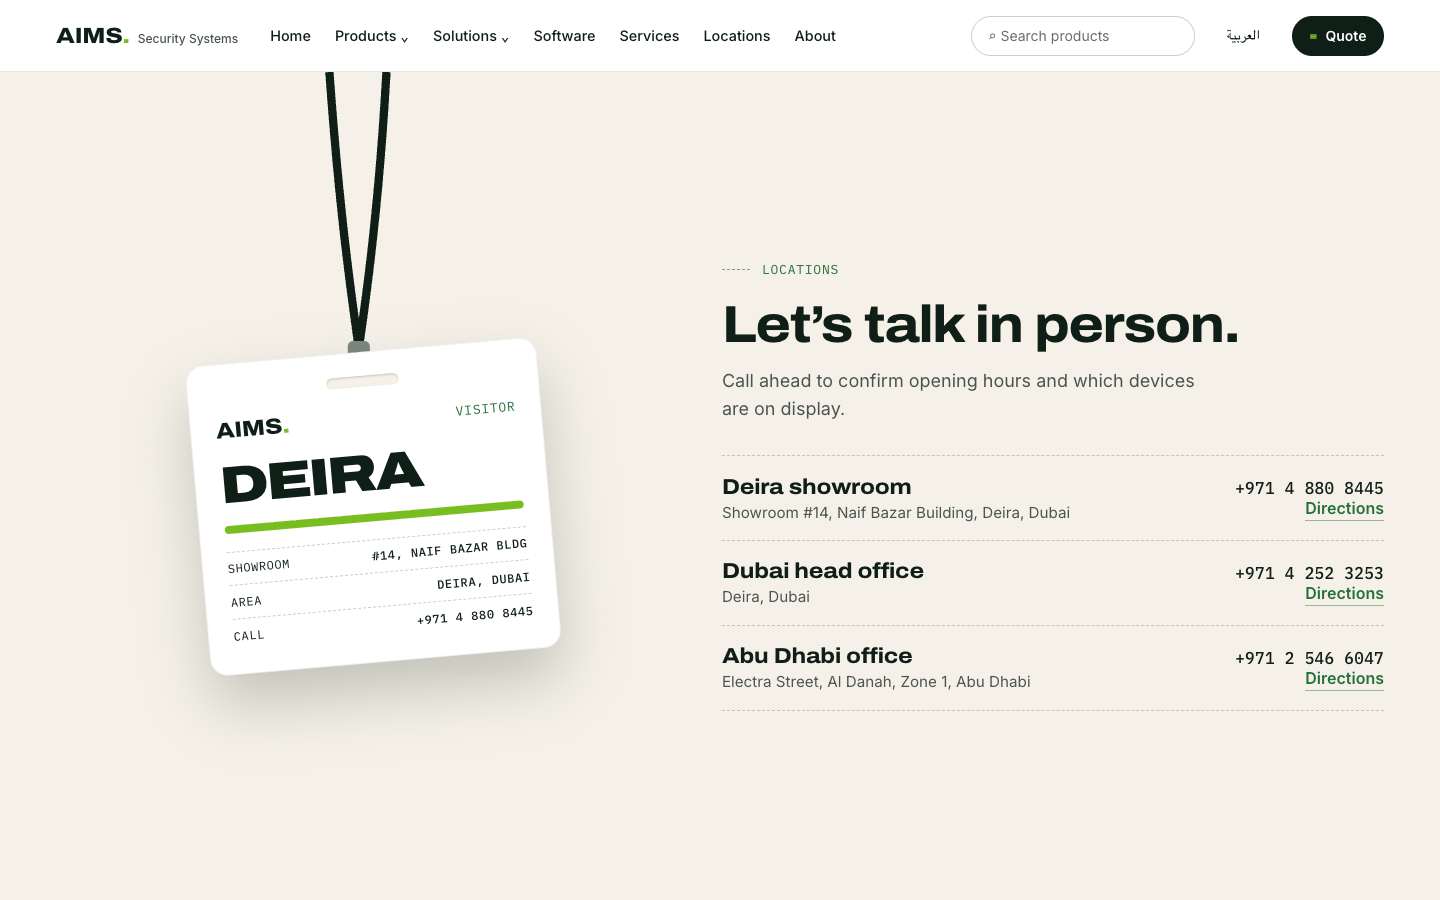 AIMS. Security Systems Home Products Solutions Software Services Locations About Search products العربية Quote
AIMS. VISITOR
DEIRA
SHOWROOM #14, NAIF BAZAR BLDG
AREA DEIRA, DUBAI
CALL +971 4 880 8445
LOCATIONS
Let’s talk in person.
Call ahead to confirm opening hours and which devices
are on display.
Deira showroom +971 4 880 8445
Showroom #14, Naif Bazar Building, Deira, Dubai Directions
Dubai head office +971 4 252 3253
Deira, Dubai Directions
Abu Dhabi office +971 2 546 6047
Electra Street, Al Danah, Zone 1, Abu Dhabi Directions